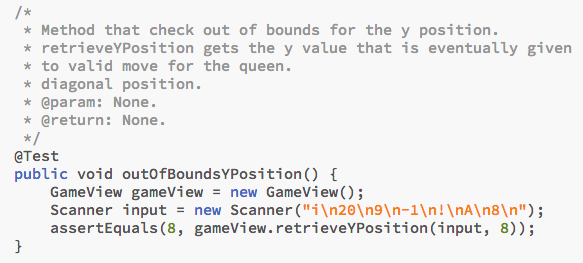 /*
 * Method that check out of bounds for the y position.
 * retrieveYPosition gets the y value that is eventually given
 * to valid move for the queen.
 * diagonal position.
 * @param: None.
 * @return: None.
 */
@Test
public void outOfBoundsYPosition() {
    GameView gameView = new GameView();
    Scanner input = new Scanner("i\n20\n9\n-1\n!\nA\n8\n");
    assertEquals(8, gameView.retrieveYPosition(input, 8));
}